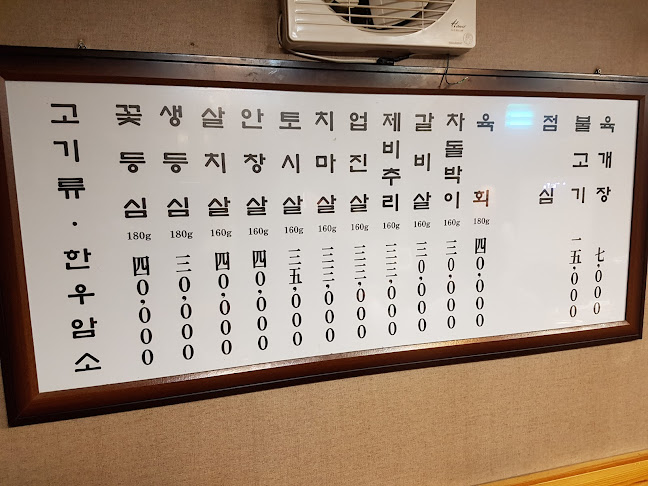 고기류·한우암소
꽃등심 180g 四0,000
생등심 180g 三0,000
살치살 160g 四0,000
안창살 160g 四0,000
토시살 160g 三五,000
치마살 160g 三三,000
업진살 160g 三三,000
제비추리 160g 三三,000
갈비살 160g 三0,000
차돌박이 160g 三0,000
육회 180g 四0,000
점심
불고기 一五,000
육개장 七,000